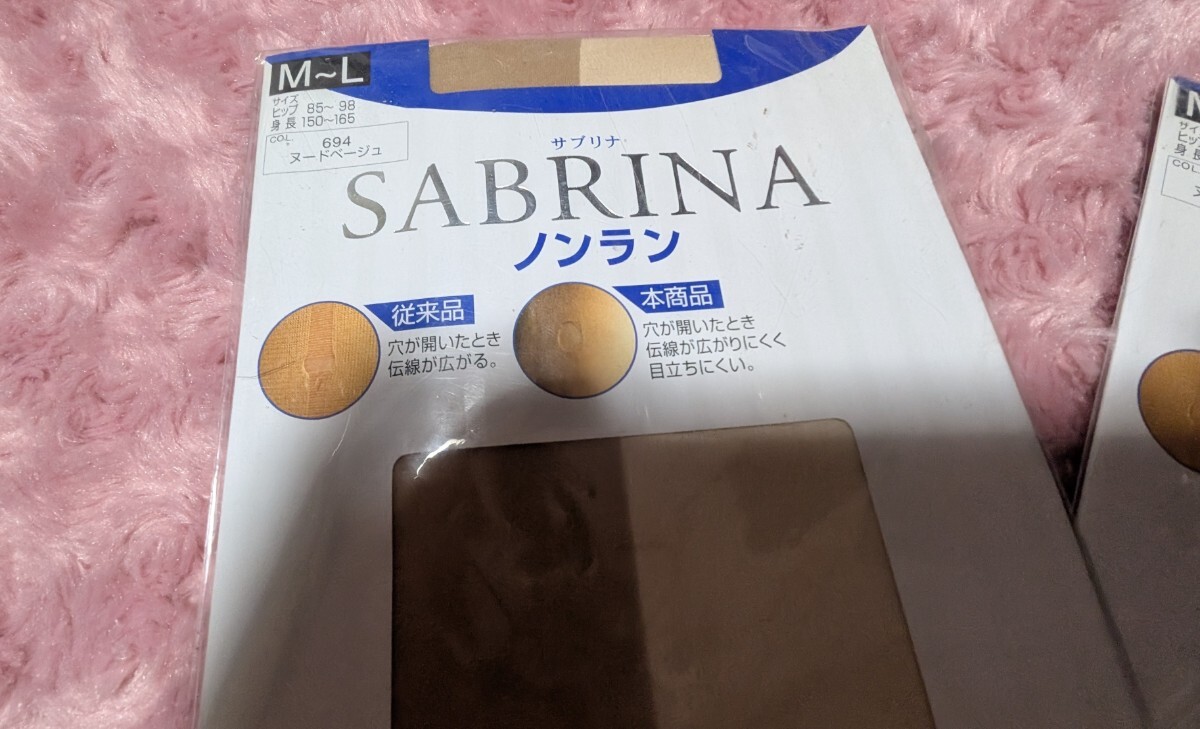 M~L
サイズ
ヒップ 85~98
身長 150~165
COL.
694
ヌードベージュ
サブリナ
SABRINA
ノンラン
従来品
穴が開いたとき
伝線が広がる。
本商品
穴が開いたとき
伝線が広がりにくく
目立ちにくい。
COL